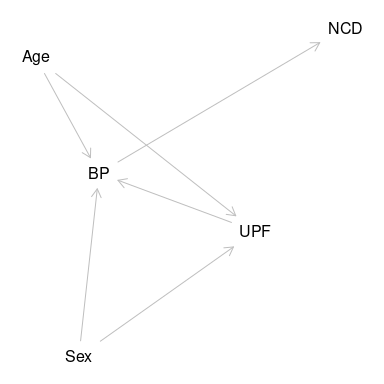 NCD
Age
BP
UPF
Sex